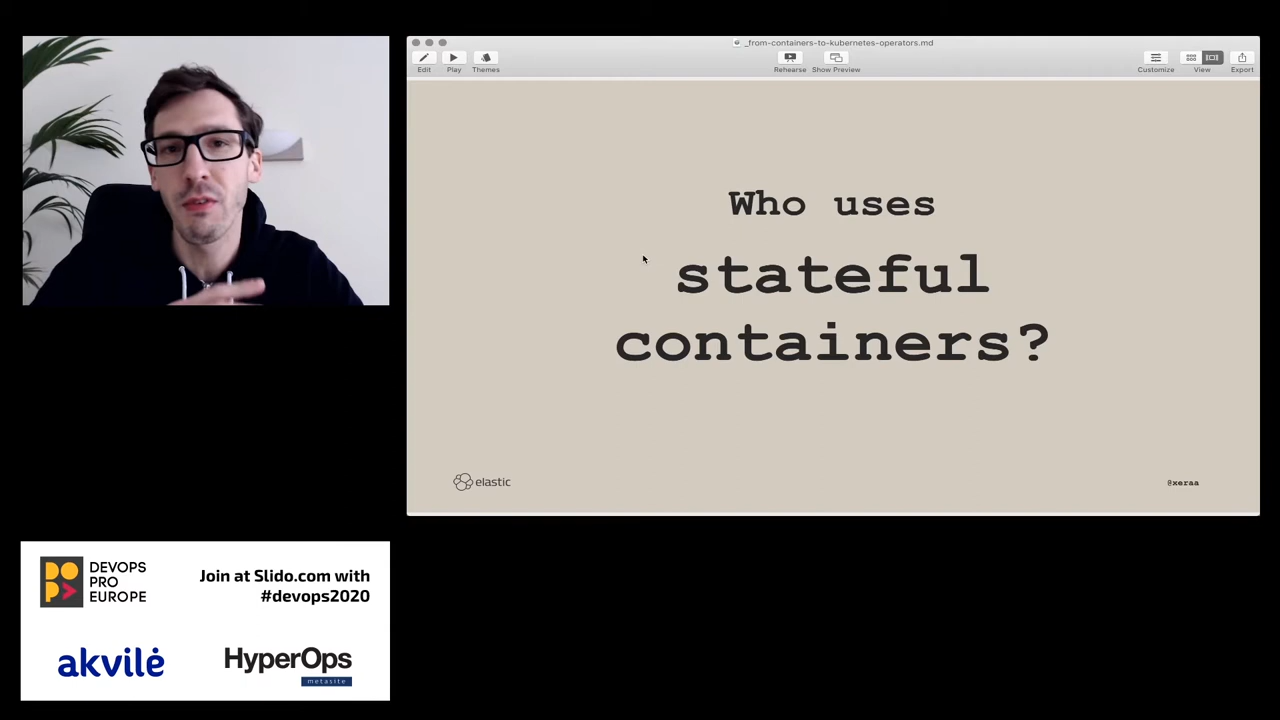 _from-containers-to-kubernetes-operators.md
Edit
Play
Themes
Rehearse
Show Preview
Customize
View
Export
Who uses
stateful
containers?
elastic
@xeraa
DEVOPS
PRO
EUROPE
Join at Slido.com with
#devops2020
akvilė
HyperOps
metasite